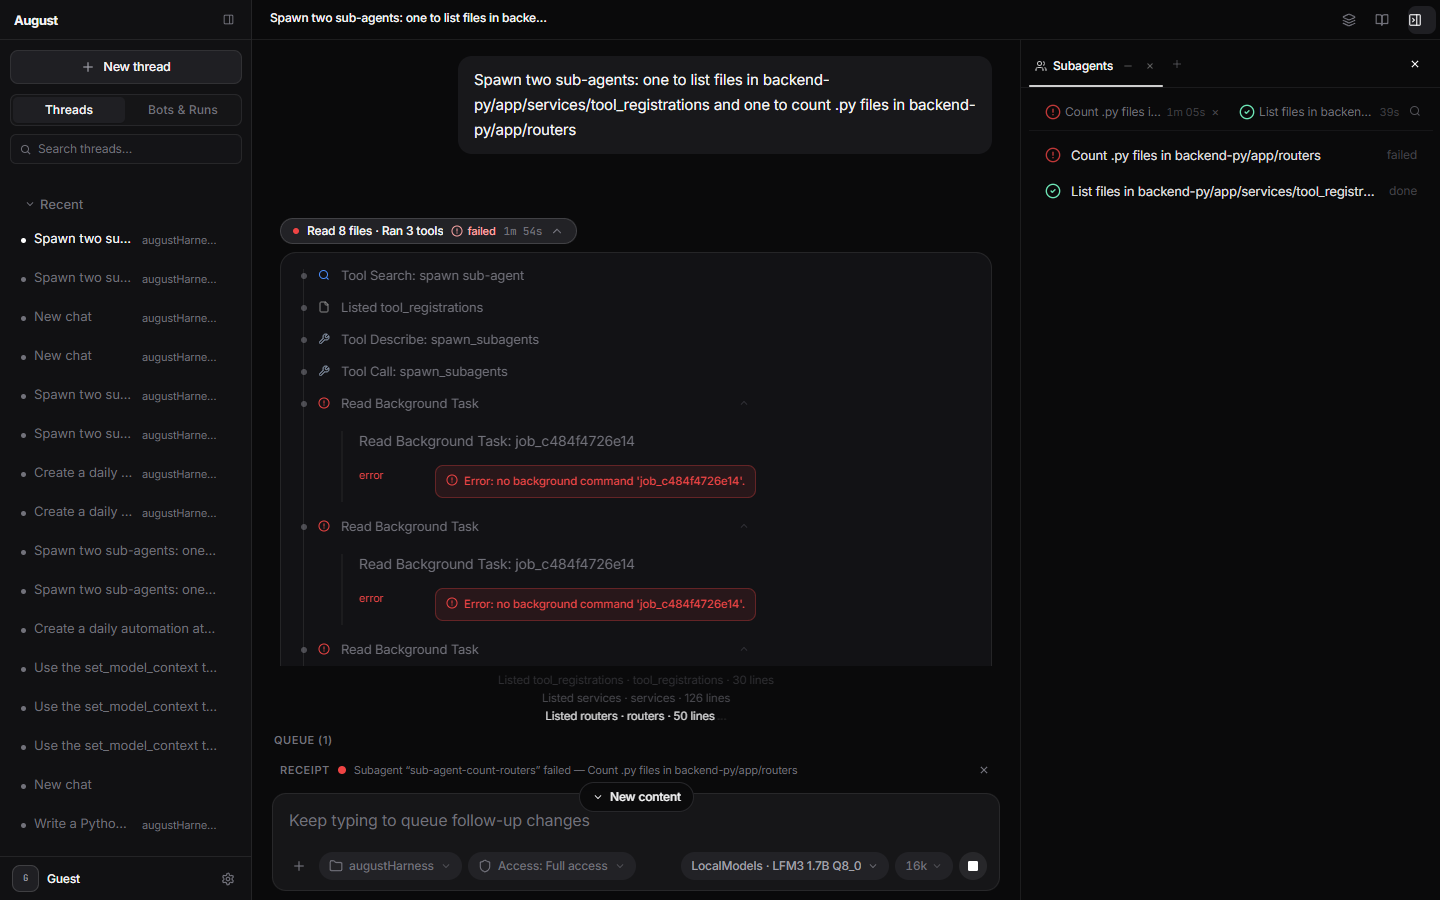 August
Spawn two sub-agents: one to list files in backe...
New thread
Threads
Bots & Runs
Search threads...
Recent
Spawn two su... augustHarne...
Spawn two su... augustHarne...
New chat augustHarne...
New chat augustHarne...
Spawn two su... augustHarne...
Spawn two su... augustHarne...
Create a daily ... augustHarne...
Create a daily ... augustHarne...
Spawn two sub-agents: one...
Spawn two sub-agents: one...
Create a daily automation at...
Use the set_model_context t...
Use the set_model_context t...
Use the set_model_context t...
New chat
Write a Pytho... augustHarne...
G Guest
Spawn two sub-agents: one to list files in backend-
py/app/services/tool_registrations and one to count .py files in backend-
py/app/routers
Read 8 files · Ran 3 tools failed 1m 54s
Tool Search: spawn sub-agent
Listed tool_registrations
Tool Describe: spawn_subagents
Tool Call: spawn_subagents
Read Background Task
Read Background Task: job_c484f4726e14
error Error: no background command 'job_c484f4726e14'.
Read Background Task
Read Background Task: job_c484f4726e14
error Error: no background command 'job_c484f4726e14'.
Read Background Task
Listed tool_registrations · tool_registrations · 30 lines
Listed services · services · 126 lines
Listed routers · routers · 50 lines ...
QUEUE (1)
RECEIPT Subagent “sub-agent-count-routers” failed — Count .py files in backend-py/app/routers
New content
Keep typing to queue follow-up changes
augustHarness
Access: Full access
LocalModels · LFM3 1.7B Q8_0
16k
Subagents
Count .py files i... 1m 05s
List files in backen... 39s
Count .py files in backend-py/app/routers failed
List files in backend-py/app/services/tool_registr... done